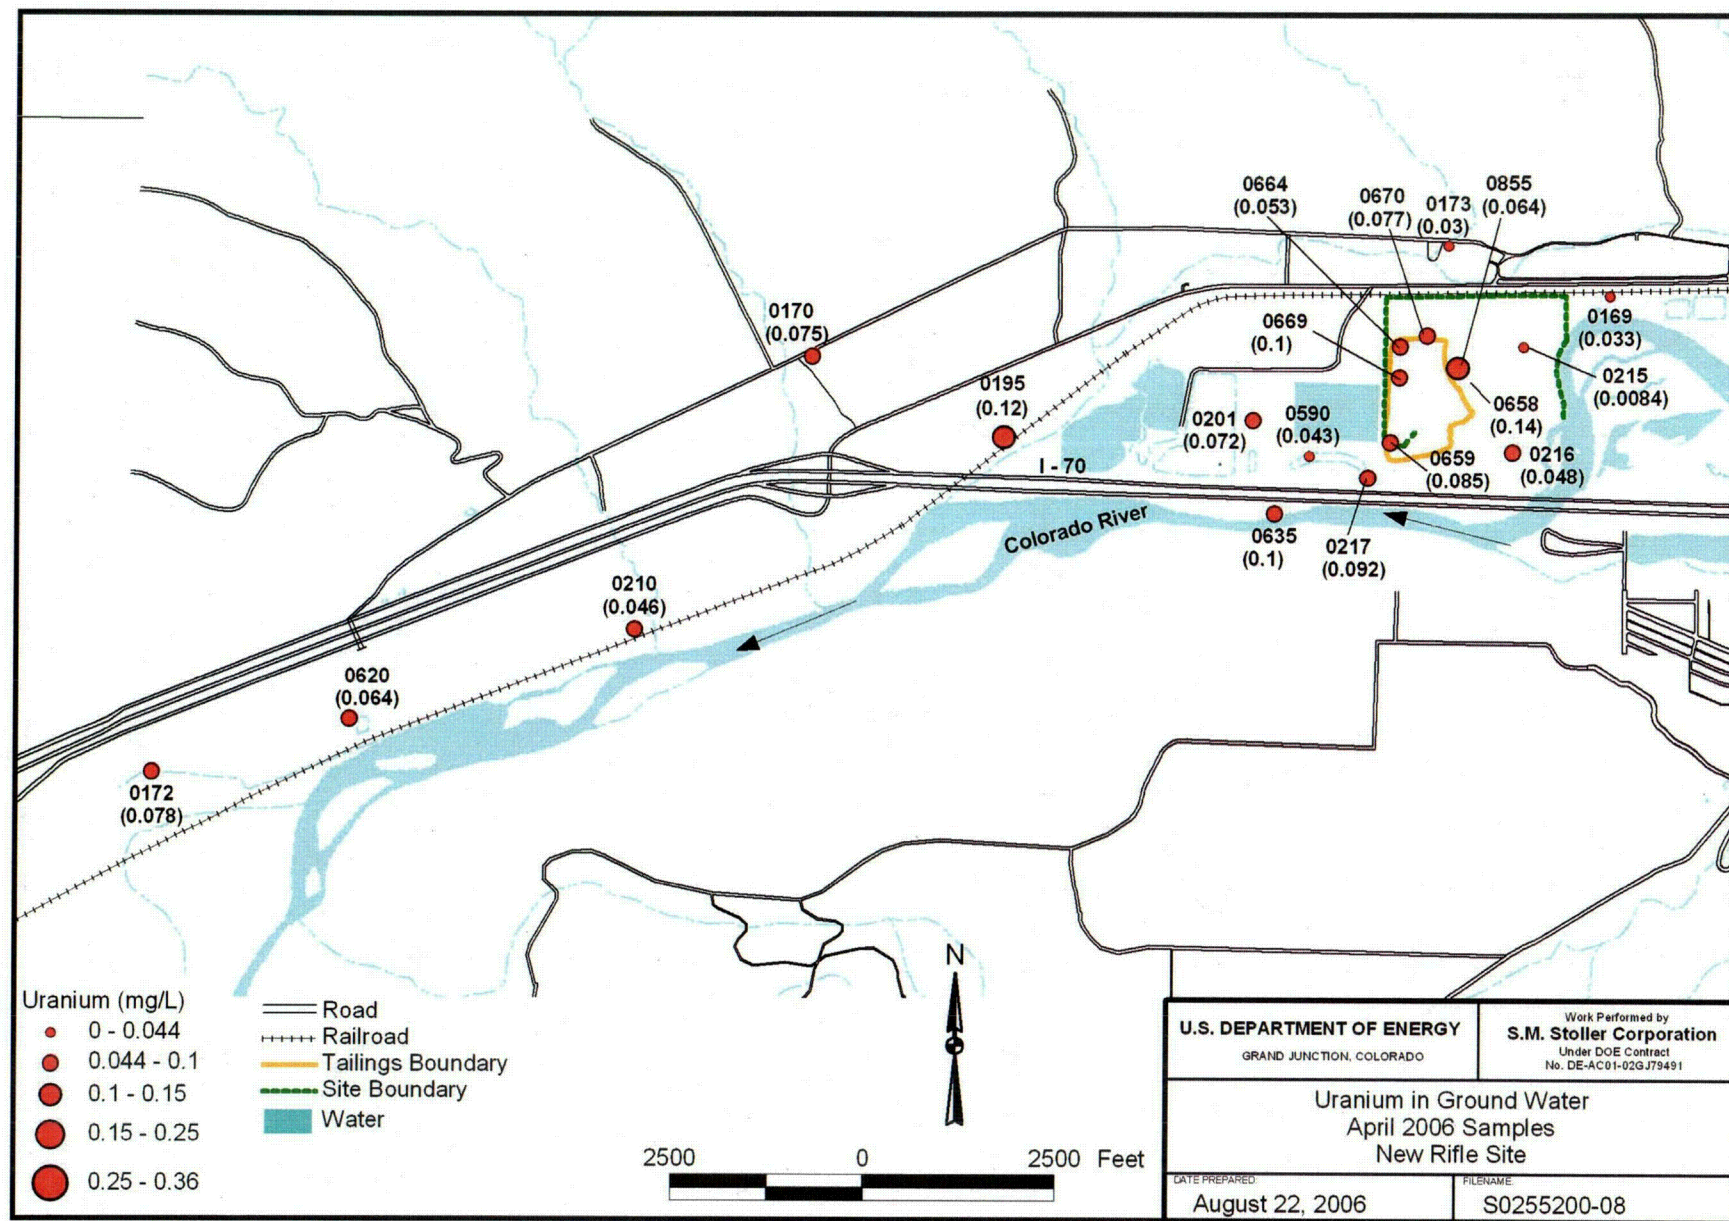 0664
(0.053)
0670
(0.077)
0173
(0.03)
0855
(0.064)
0170
(0.075)
0669
(0.1)
0169
(0.033)
0195
(0.12)
0215
(0.0084)
0201
(0.072)
0590
(0.043)
0658
(0.14)
0659
(0.085)
0216
(0.048)
I - 70
Colorado River
0635
(0.1)
0217
(0.092)
0210
(0.046)
0620
(0.064)
0172
(0.078)
N
Uranium (mg/L)
0 - 0.044
0.044 - 0.1
0.1 - 0.15
0.15 - 0.25
0.25 - 0.36
Road
Railroad
Tailings Boundary
Site Boundary
Water
2500 0 2500 Feet
U.S. DEPARTMENT OF ENERGY
GRAND JUNCTION, COLORADO
Work Performed by
S.M. Stoller Corporation
Under DOE Contract
No. DE-AC01-02GJ79491
Uranium in Ground Water
April 2006 Samples
New Rifle Site
DATE PREPARED:
August 22, 2006
FILENAME:
S0255200-08